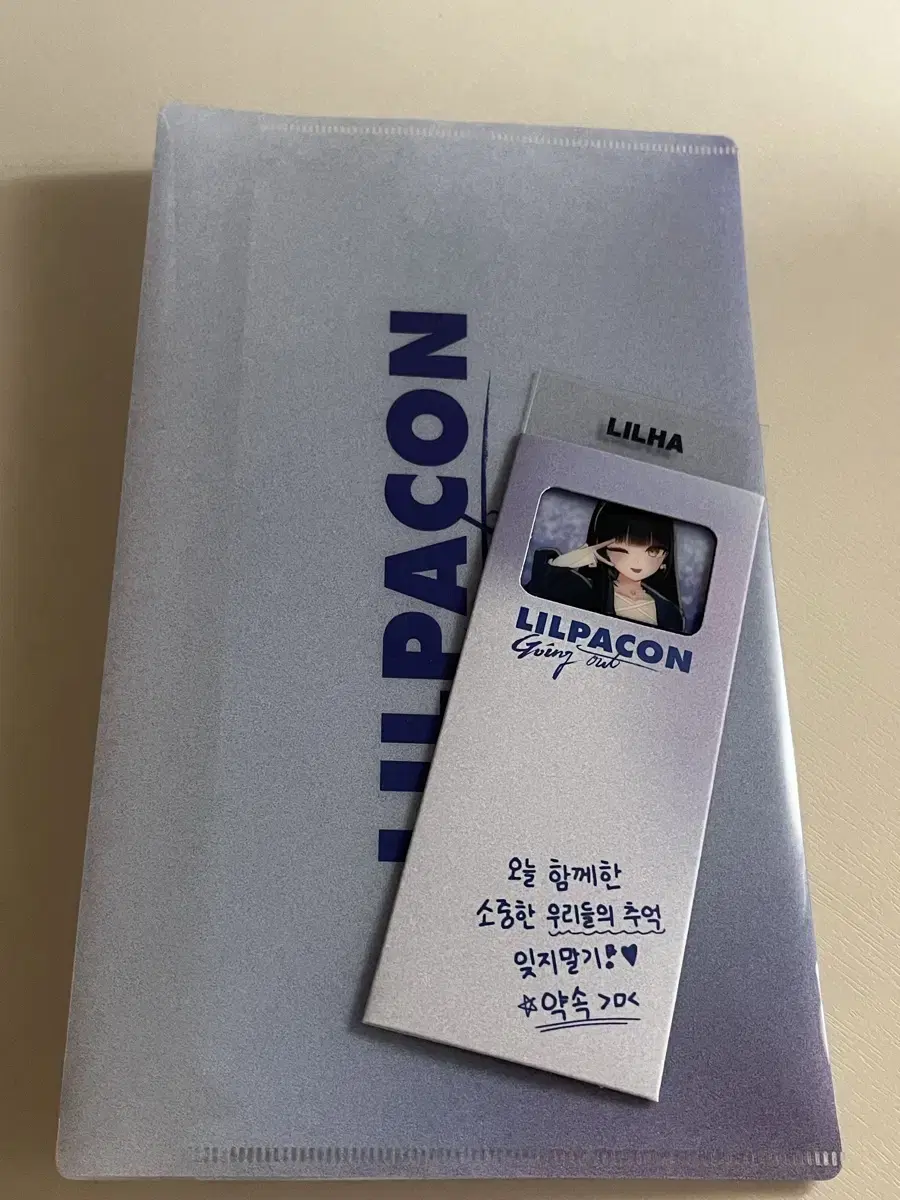 LILPACON
LILHA
LILPACON
Going out
오늘 함께한
소중한 우리들의 추억
잊지말기!♥
☆약속 >ㅁ<